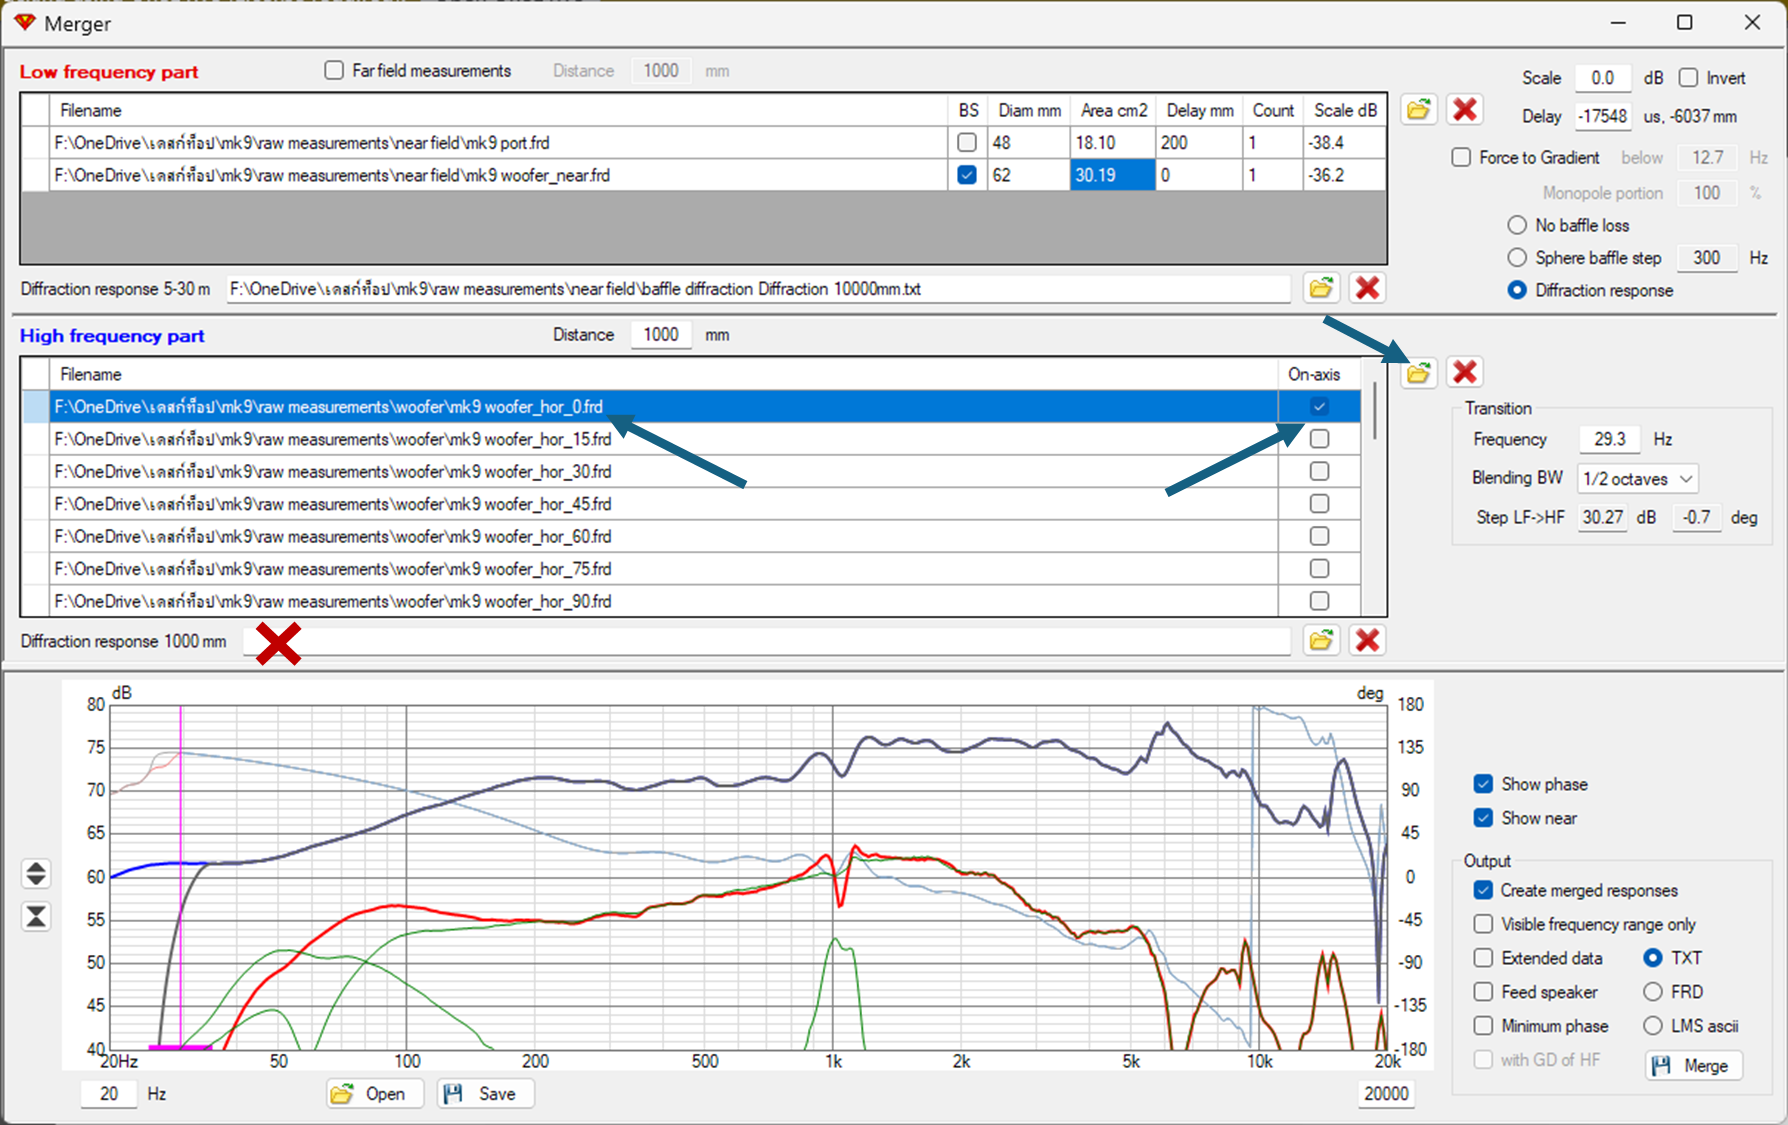 Merger
Low frequency part
Far field measurements
Distance 1000 mm
Scale 0.0 dB Invert
Filename BS Diam mm Area cm2 Delay mm Count Scale dB
F:\OneDrive\เดสก์ท็อป\mk9\raw measurements\near field\mk9 port.frd 48 18.10 200 1 -38.4
F:\OneDrive\เดสก์ท็อป\mk9\raw measurements\near field\mk9 woofer_near.frd 62 30.19 0 1 -36.2
Delay -17548 us, -6037 mm
Force to Gradient below 12.7 Hz
Monopole portion 100 %
No baffle loss
Sphere baffle step 300 Hz
Diffraction response
Diffraction response 5-30 m F:\OneDrive\เดสก์ท็อป\mk9\raw measurements\near field\baffle diffraction Diffraction 10000mm.txt
High frequency part
Distance 1000 mm
Filename On-axis
F:\OneDrive\เดสก์ท็อป\mk9\raw measurements\woofer\mk9 woofer_hor_0.frd
F:\OneDrive\เดสก์ท็อป\mk9\raw measurements\woofer\mk9 woofer_hor_15.frd
F:\OneDrive\เดสก์ท็อป\mk9\raw measurements\woofer\mk9 woofer_hor_30.frd
F:\OneDrive\เดสก์ท็อป\mk9\raw measurements\woofer\mk9 woofer_hor_45.frd
F:\OneDrive\เดสก์ท็อป\mk9\raw measurements\woofer\mk9 woofer_hor_60.frd
F:\OneDrive\เดสก์ท็อป\mk9\raw measurements\woofer\mk9 woofer_hor_75.frd
F:\OneDrive\เดสก์ท็อป\mk9\raw measurements\woofer\mk9 woofer_hor_90.frd
Transition
Frequency 29.3 Hz
Blending BW 1/2 octaves
Step LF->HF 30.27 dB -0.7 deg
Diffraction response 1000 mm
dB deg
80 180
75 135
70 90
65 45
60 0
55 -45
50 -90
45 -135
40 -180
20Hz 50 100 200 500 1k 2k 5k 10k 20k
20 Hz
Open
Save
20000
Show phase
Show near
Output
Create merged responses
Visible frequency range only
Extended data TXT
Feed speaker FRD
Minimum phase LMS ascii
with GD of HF Merge